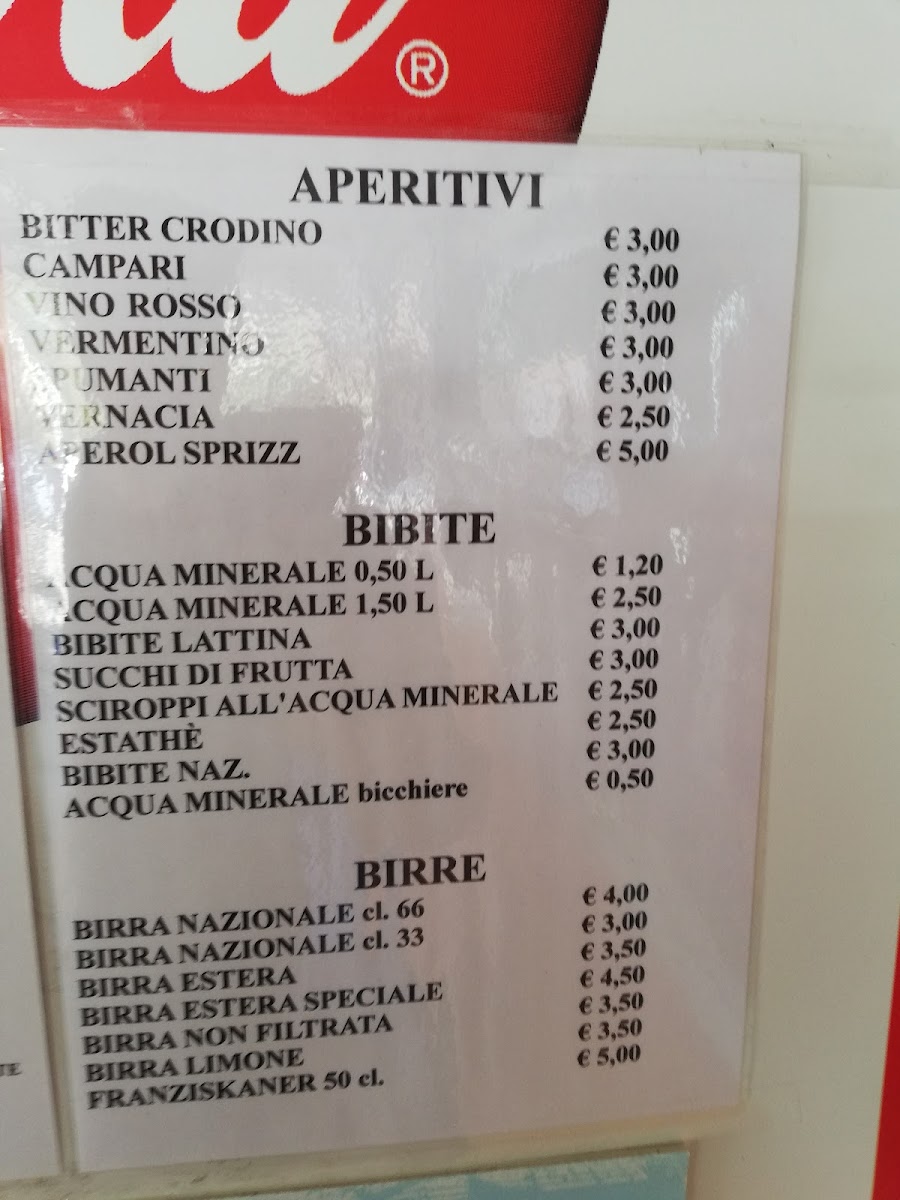 ®
APERITIVI
BITTER CRODINO € 3,00
CAMPARI € 3,00
VINO ROSSO € 3,00
VERMENTINO € 3,00
SPUMANTI € 3,00
VERNACIA € 2,50
APEROL SPRIZZ € 5,00
BIBITE
ACQUA MINERALE 0,50 L € 1,20
ACQUA MINERALE 1,50 L € 2,50
BIBITE LATTINA € 3,00
SUCCHI DI FRUTTA € 3,00
SCIROPPI ALL'ACQUA MINERALE € 2,50
ESTATHÈ € 2,50
BIBITE NAZ. € 3,00
ACQUA MINERALE bicchiere € 0,50
BIRRE
BIRRA NAZIONALE cl. 66 € 4,00
BIRRA NAZIONALE cl. 33 € 3,00
BIRRA ESTERA € 3,50
BIRRA ESTERA SPECIALE € 4,50
BIRRA NON FILTRATA € 3,50
BIRRA LIMONE € 3,50
FRANZISKANER 50 cl. € 5,00